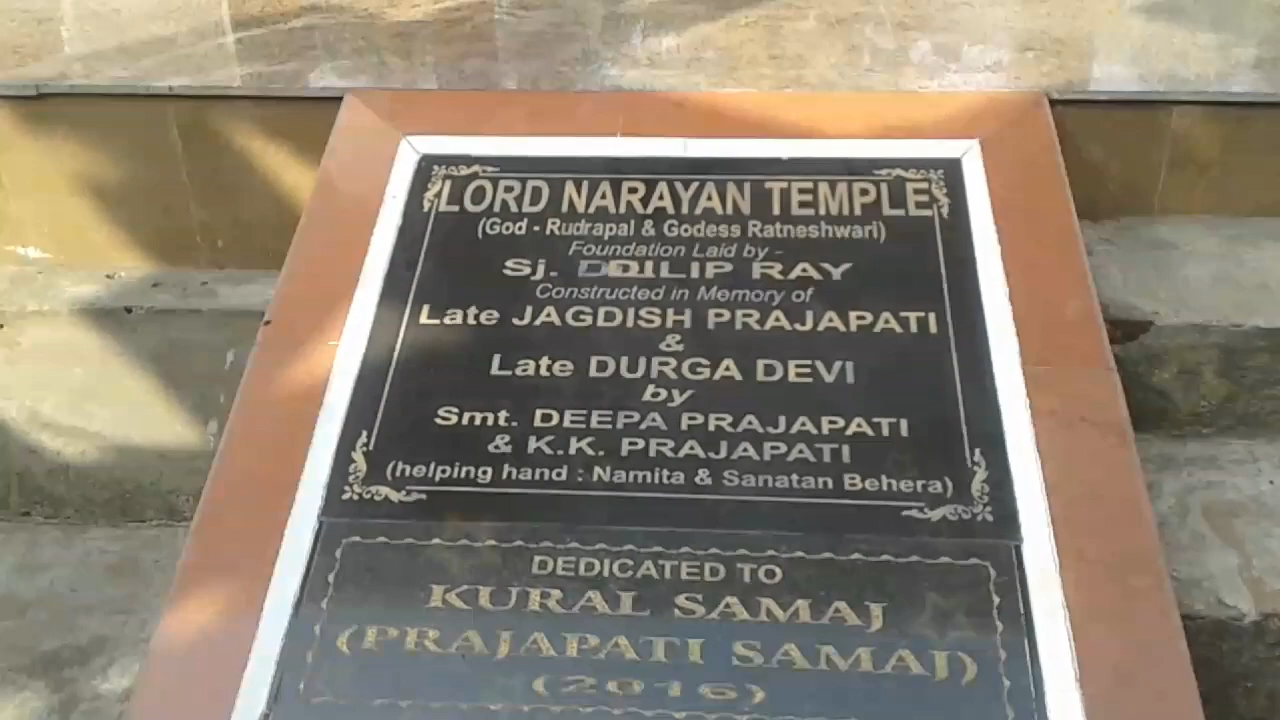 LORD NARAYAN TEMPLE
(God - Rudrapal & Godess Ratneshwari)
Foundation Laid by -
Sj. DILIP RAY
Constructed in Memory of
Late JAGDISH PRAJAPATI
&
Late DURGA DEVI
by
Smt. DEEPA PRAJAPATI
& K.K. PRAJAPATI
(helping hand : Namita & Sanatan Behera)
DEDICATED TO
KURAL SAMAJ
(PRAJAPATI SAMAJ)
(2016)